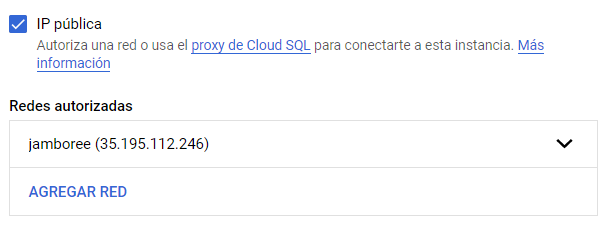 IP pública
Autoriza una red o usa el proxy de Cloud SQL para conectarte a esta instancia. Más
información
Redes autorizadas
jamboree (35.195.112.246)
AGREGAR RED